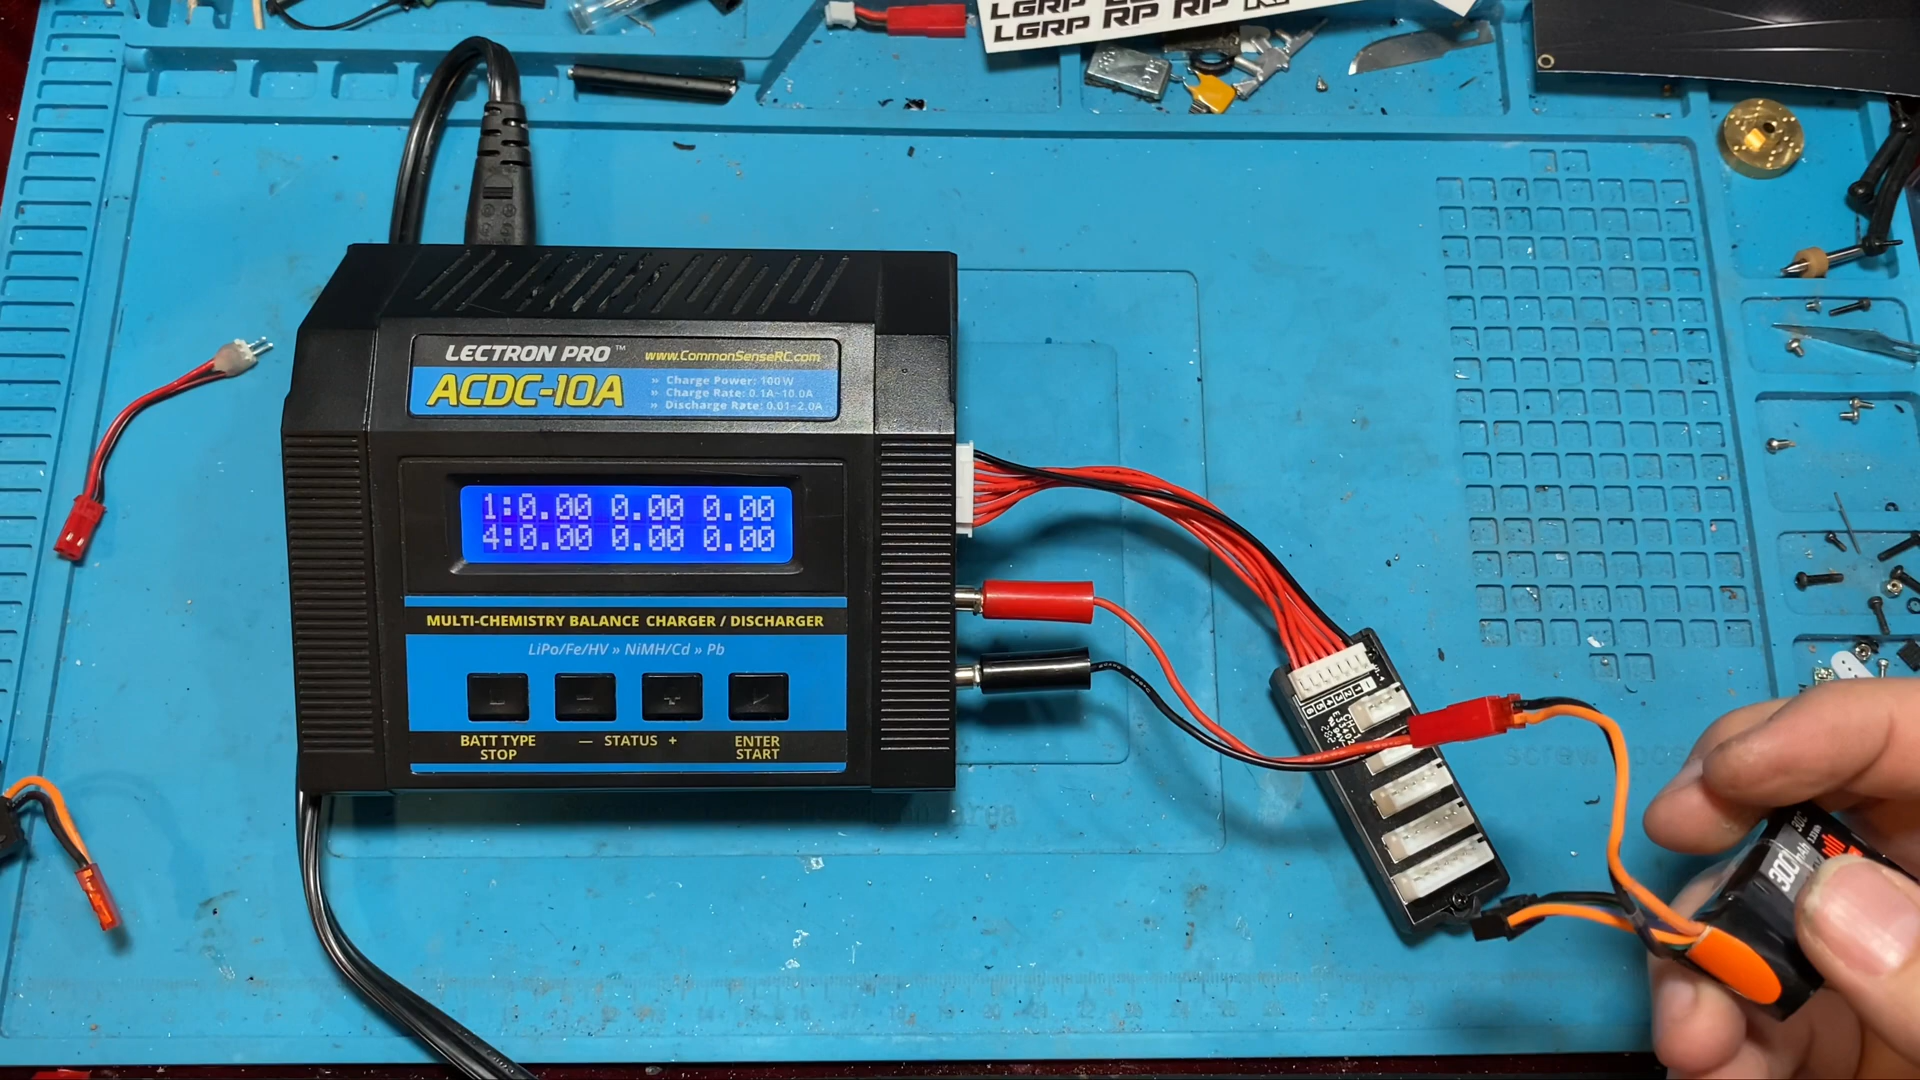 LGRP
LGRP RP RP
LECTRON PRO™ www.CommonSenseRC.com
ACDC-10A
» Charge Power: 100W
» Charge Rate: 0.1A-10.0A
» Discharge Rate: 0.01-2.0A
1:0.00 0.00 0.00
4:0.00 0.00 0.00
MULTI-CHEMISTRY BALANCE CHARGER / DISCHARGER
LiPo/Fe/HV » NiMH/Cd » Pb
BATT TYPE
STOP
— STATUS +
ENTER
START
30C
300 mAh